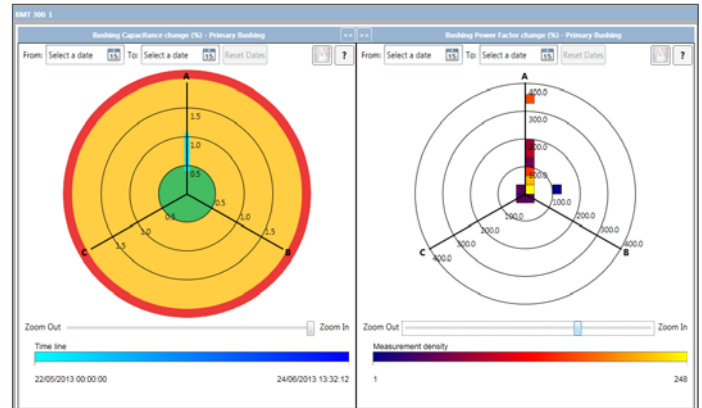 BMT 300 1
Bushing Capacitance change (%) - Primary Bushing
<<
>>
Bushing Power Factor change (%) - Primary Bushing
From: Select a date 15 To: Select a date 15 Reset Dates ?
From: Select a date 15 To: Select a date 15 Reset Dates ?
A
1.5
1.0
0.5
0.5 0.5
1.0 1.0
1.5 1.5
C B
A
400.0
300.0
200.0
100.0
100.0 100.0
200.0 200.0
300.0 300.0
C 400.0 400.0 B
Zoom Out Zoom In
Time line
22/05/2013 00:00:00 24/06/2013 13:32:12
Zoom Out Zoom In
Measurement density
1 248